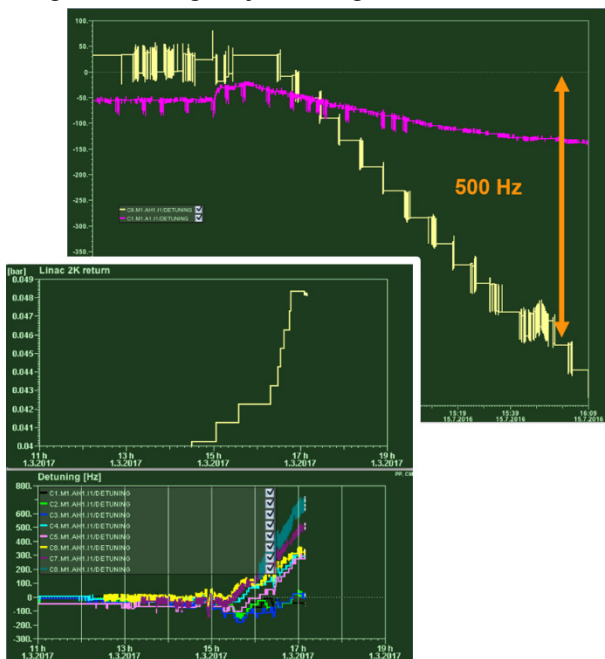 100.
50.
0
-50.
-100.
-150.
-200.
-250.
-300.
-350.
C8.M1.AH1.I1/DETUNING
C1.M1.A1.I1/DETUNING
500 Hz
15:19
15.7.2016
15:39
15.7.2016
16:09
15.7.2016
[bar] Linac 2K return
0.049
0.048
0.047
0.046
0.045
0.044
0.043
0.042
0.041
0.04
11 h
1.3.2017
13 h
1.3.2017
15 h
1.3.2017
17 h
1.3.2017
19 h
1.3.2017
Detuning [Hz]
800.
700.
600.
500.
400.
300.
200.
100.
0
-100.
-200.
-300.
C1.M1.AH1.I1/DETUNING
C2.M1.AH1.I1/DETUNING
C3.M1.AH1.I1/DETUNING
C4.M1.AH1.I1/DETUNING
C5.M1.AH1.I1/DETUNING
C6.M1.AH1.I1/DETUNING
C7.M1.AH1.I1/DETUNING
C8.M1.AH1.I1/DETUNING
11 h
1.3.2017
13 h
1.3.2017
15 h
1.3.2017
17 h
1.3.2017
19 h
1.3.2017